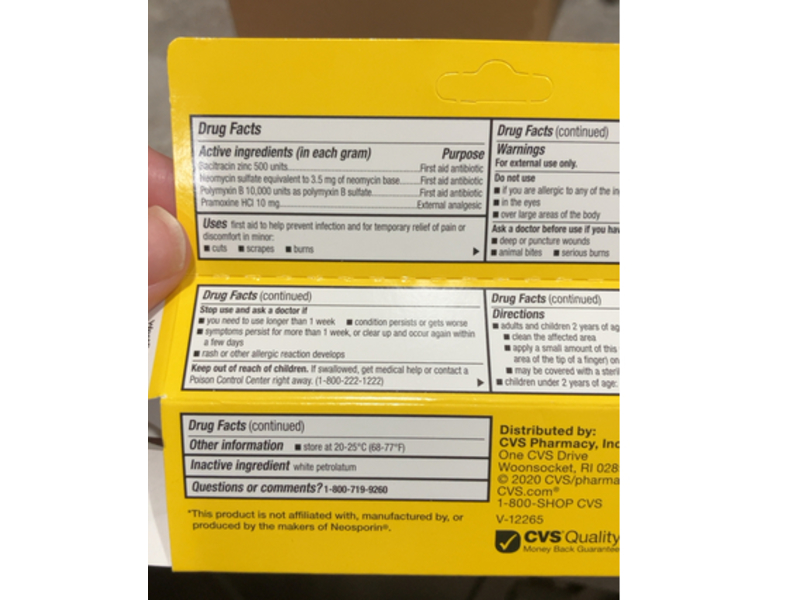 Drug Facts
Active ingredients (in each gram) Purpose
Bacitracin zinc 500 units First aid antibiotic
Neomycin sulfate equivalent to 3.5 mg of neomycin base First aid antibiotic
Polymyxin B 10,000 units as polymyxin B sulfate First aid antibiotic
Pramoxine HCl 10 mg External analgesic
Uses first aid to help prevent infection and for temporary relief of pain or
discomfort in minor:
■ cuts ■ scrapes ■ burns
Drug Facts (continued)
Warnings
For external use only.
Do not use
■ if you are allergic to any of the in
■ in the eyes
■ over large areas of the body
Ask a doctor before use if you hav
■ deep or puncture wounds
■ animal bites ■ serious burns
Drug Facts (continued)
Stop use and ask a doctor if
■ you need to use longer than 1 week ■ condition persists or gets worse
■ symptoms persist for more than 1 week, or clear up and occur again within
a few days
■ rash or other allergic reaction develops
Keep out of reach of children. If swallowed, get medical help or contact a
Poison Control Center right away. (1-800-222-1222)
Drug Facts (continued)
Directions
■ adults and children 2 years of ag
■ clean the affected area
■ apply a small amount of this
area of the tip of a finger) on
■ may be covered with a steril
■ children under 2 years of age:
Drug Facts (continued)
Other information ■ store at 20-25°C (68-77°F)
Inactive ingredient white petrolatum
Questions or comments? 1-800-719-9260
*This product is not affiliated with, manufactured by, or
produced by the makers of Neosporin®.
Distributed by:
CVS Pharmacy, Inc
One CVS Drive
Woonsocket, RI 028
© 2020 CVS/pharma
CVS.com®
1-800-SHOP CVS
V-12265
CVS Quality
Money Back Guarantee